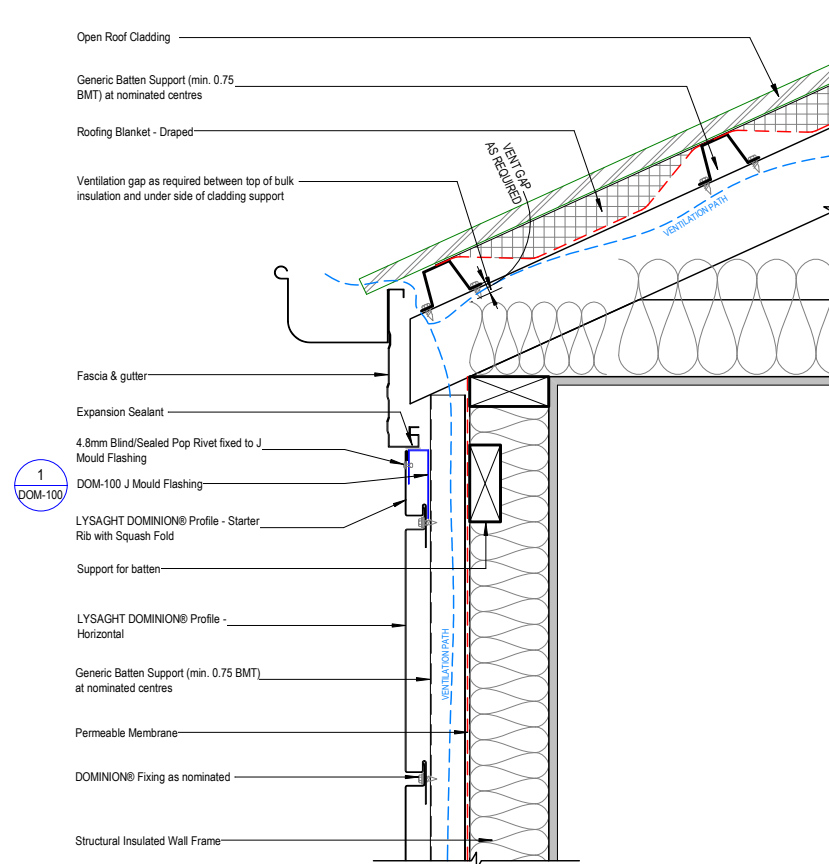 Open Roof Cladding
Generic Batten Support (min. 0.75
BMT) at nominated centres
Roofing Blanket - Draped
VENT GAP
AS REQUIRED
Ventilation gap as required between top of bulk
insulation and under side of cladding support
VENTILATION PATH
Fascia & gutter
Expansion Sealant
4.8mm Blind/Sealed Pop Rivet fixed to J
Mould Flashing
1
DOM-100
DOM-100 J Mould Flashing
LYSAGHT DOMINION® Profile - Starter
Rib with Squash Fold
Support for batten
LYSAGHT DOMINION® Profile -
Horizontal
VENTILATION PATH
Generic Batten Support (min. 0.75 BMT)
at nominated centres
Permeable Membrane
DOMINION® Fixing as nominated
Structural Insulated Wall Frame